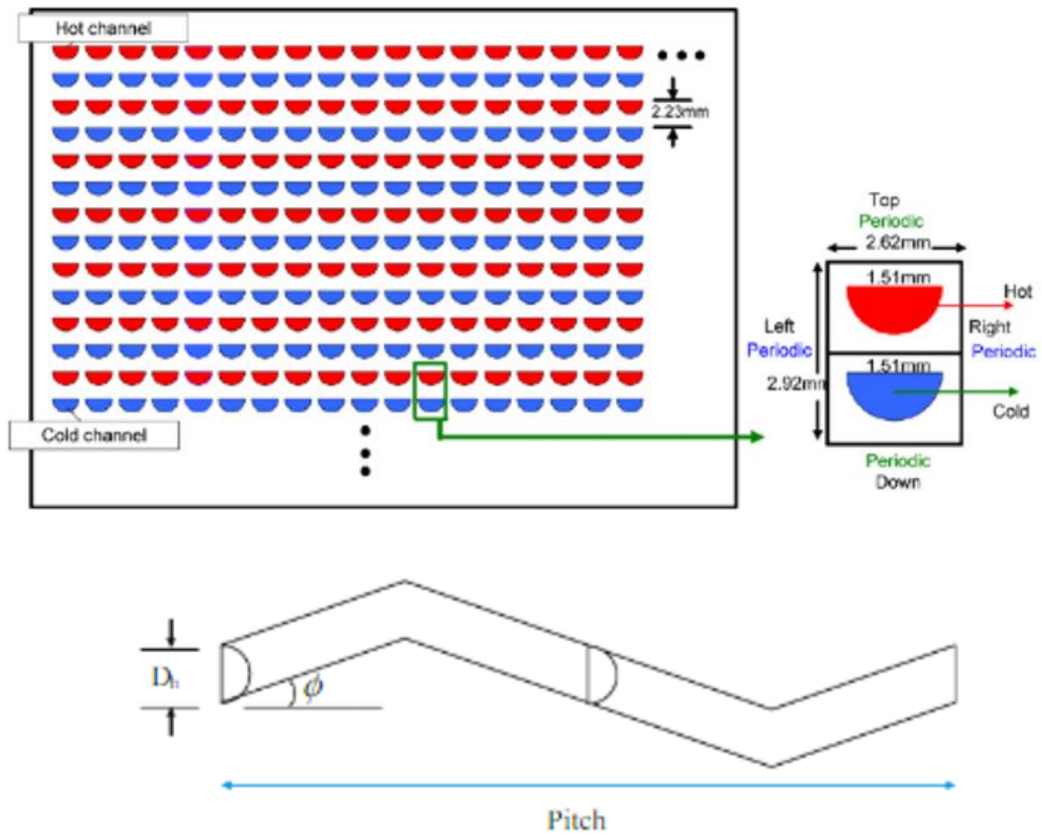 Hot channel
2.23mm
Cold channel
Top
Periodic
2.62mm
1.51mm
Hot
Left
Periodic
Right
Periodic
2.92mm
1.51mm
Cold
Periodic
Down
Dh
ϕ
Pitch